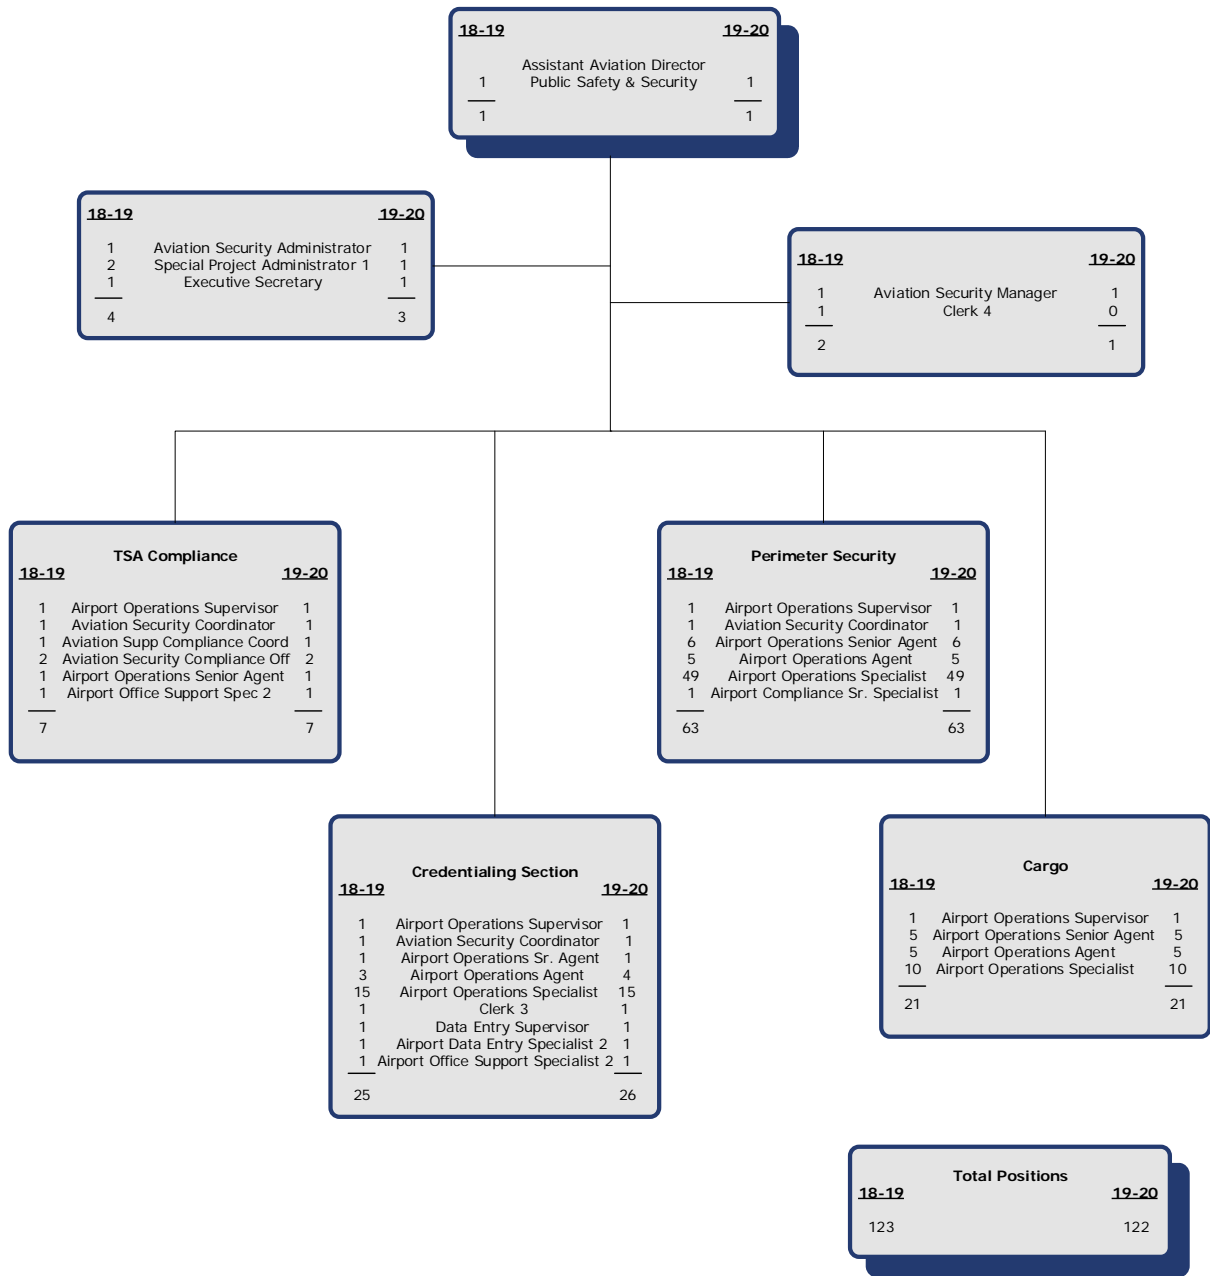 18-19 19-20
Assistant Aviation Director
1 Public Safety & Security 1
1 1
18-19 19-20
1 Aviation Security Administrator 1
2 Special Project Administrator 1 1
1 Executive Secretary 1
4 3
18-19 19-20
1 Aviation Security Manager 1
1 Clerk 4 0
2 1
TSA Compliance
18-19 19-20
1 Airport Operations Supervisor 1
1 Aviation Security Coordinator 1
1 Aviation Supp Compliance Coord 1
2 Aviation Security Compliance Off 2
1 Airport Operations Senior Agent 1
1 Airport Office Support Spec 2 1
7 7
Perimeter Security
18-19 19-20
1 Airport Operations Supervisor 1
1 Aviation Security Coordinator 1
6 Airport Operations Senior Agent 6
5 Airport Operations Agent 5
49 Airport Operations Specialist 49
1 Airport Compliance Sr. Specialist 1
63 63
Credentialing Section
18-19 19-20
1 Airport Operations Supervisor 1
1 Aviation Security Coordinator 1
1 Airport Operations Sr. Agent 1
3 Airport Operations Agent 4
15 Airport Operations Specialist 15
1 Clerk 3 1
1 Data Entry Supervisor 1
1 Airport Data Entry Specialist 2 1
1 Airport Office Support Specialist 2 1
25 26
Cargo
18-19 19-20
1 Airport Operations Supervisor 1
5 Airport Operations Senior Agent 5
5 Airport Operations Agent 5
10 Airport Operations Specialist 10
21 21
Total Positions
18-19 19-20
123 122